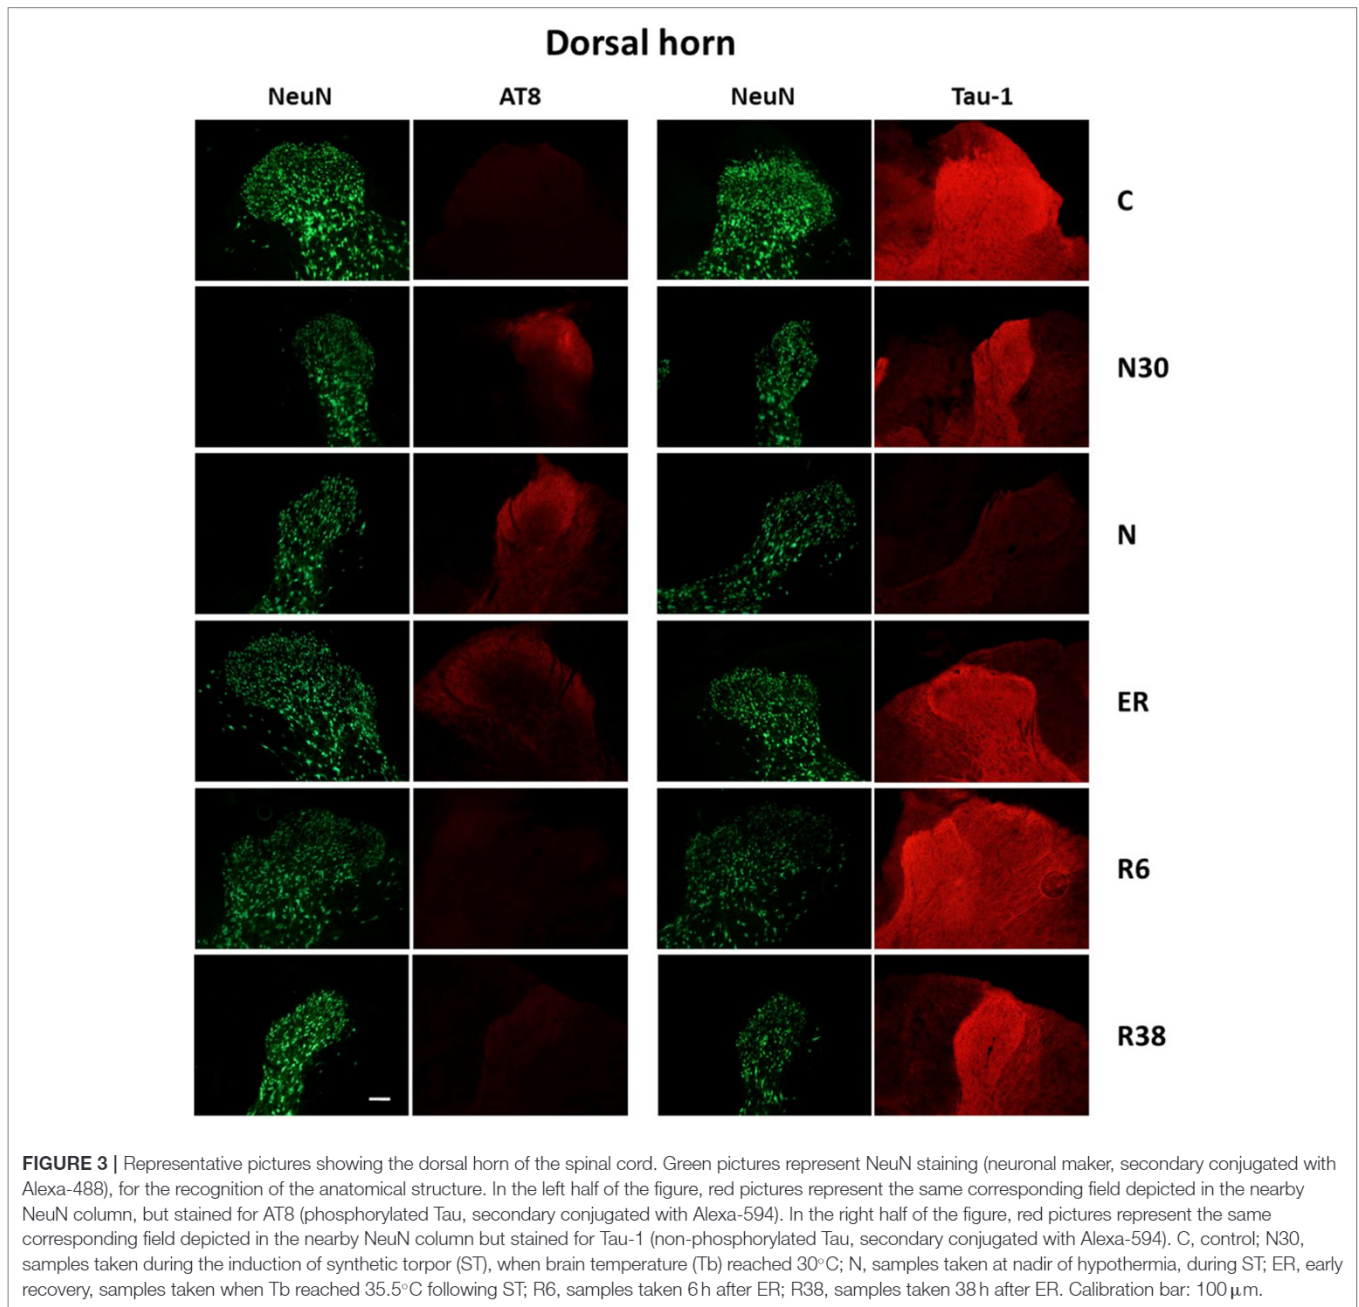 Dorsal horn
NeuN AT8 NeuN Tau-1
C
N30
N
ER
R6
R38
FIGURE 3 | Representative pictures showing the dorsal horn of the spinal cord. Green pictures represent NeuN staining (neuronal maker, secondary conjugated with
Alexa-488), for the recognition of the anatomical structure. In the left half of the figure, red pictures represent the same corresponding field depicted in the nearby
NeuN column, but stained for AT8 (phosphorylated Tau, secondary conjugated with Alexa-594). In the right half of the figure, red pictures represent the same
corresponding field depicted in the nearby NeuN column but stained for Tau-1 (non-phosphorylated Tau, secondary conjugated with Alexa-594). C, control; N30,
samples taken during the induction of synthetic torpor (ST), when brain temperature (Tb) reached 30°C; N, samples taken at nadir of hypothermia, during ST; ER, early
recovery, samples taken when Tb reached 35.5°C following ST; R6, samples taken 6 h after ER; R38, samples taken 38 h after ER. Calibration bar: 100 μm.